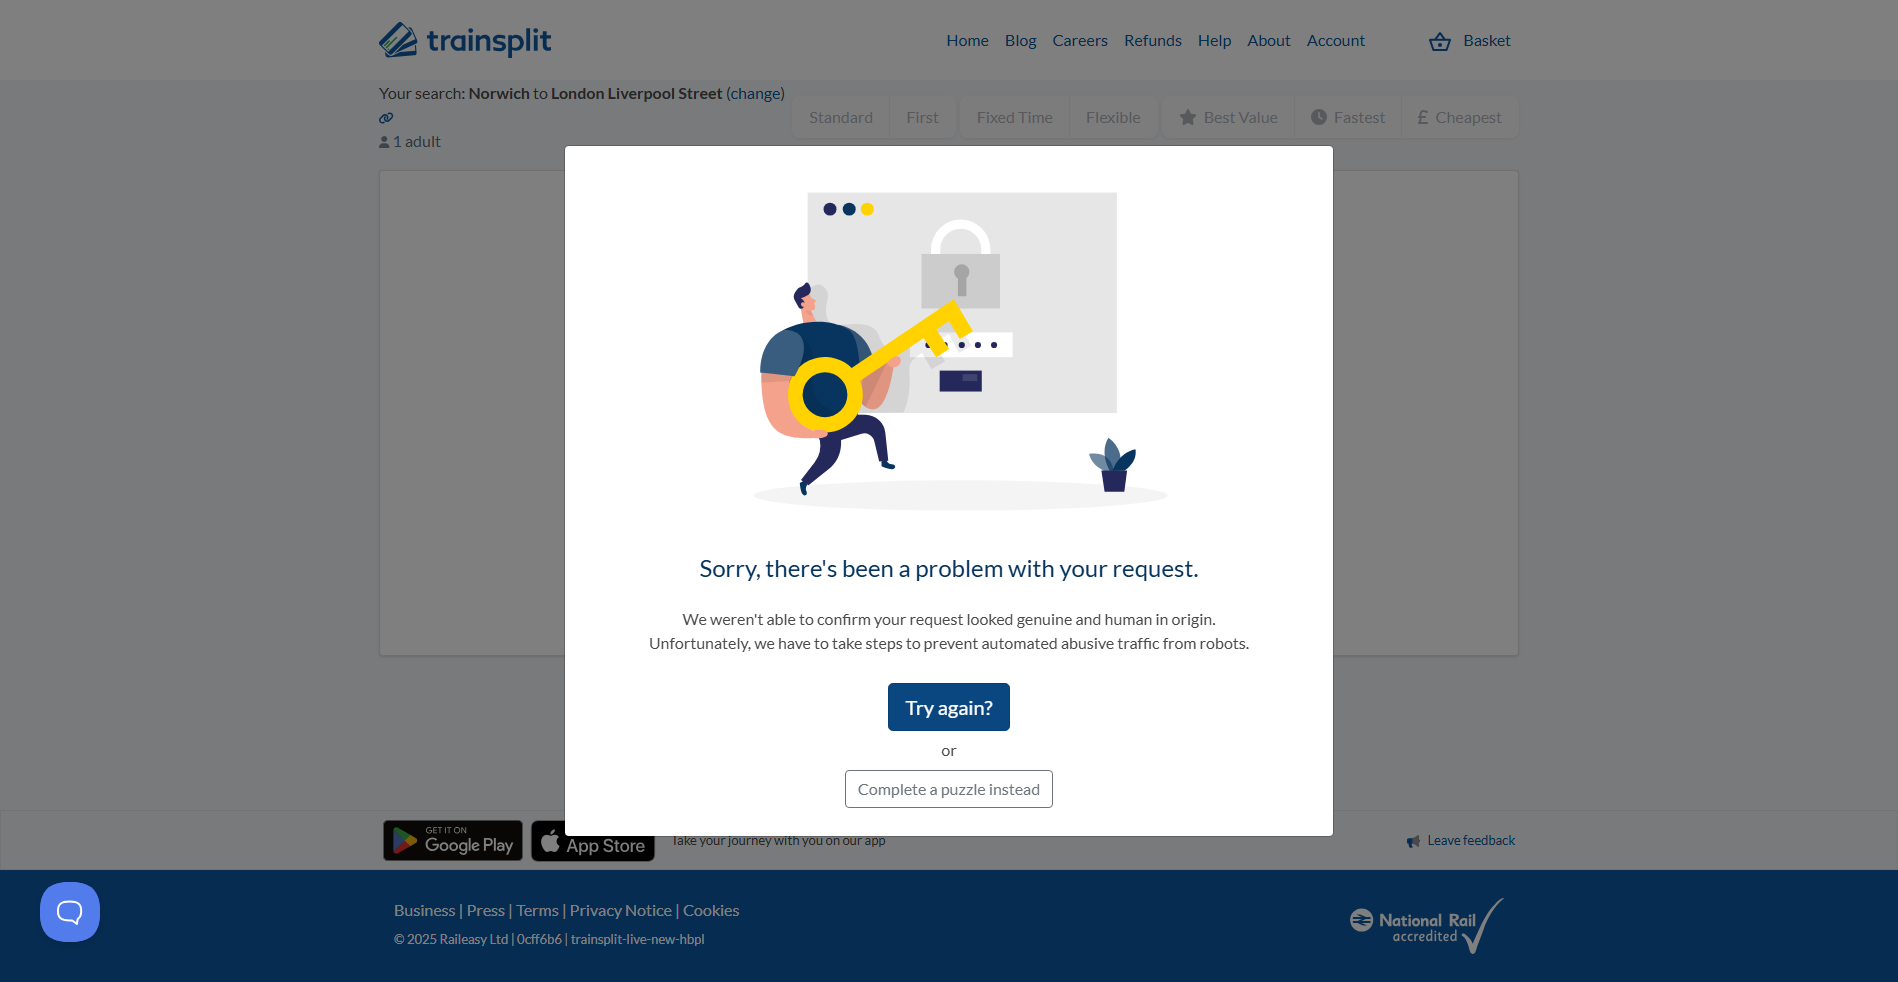 trainsplit
Home Blog Careers Refunds Help About Account Basket
Your search: Norwich to London Liverpool Street (change)
1 adult
Standard First Fixed Time Flexible Best Value Fastest £ Cheapest
Sorry, there's been a problem with your request.
We weren't able to confirm your request looked genuine and human in origin.
Unfortunately, we have to take steps to prevent automated abusive traffic from robots.
Try again?
or
Complete a puzzle instead
GET IT ON
Google Play
App Store
Take your journey with you on our app
Leave feedback
Business | Press | Terms | Privacy Notice | Cookies
© 2025 Raileasy Ltd | 0cff6b6 | trainsplit-live-new-hbpl
National Rail
accredited